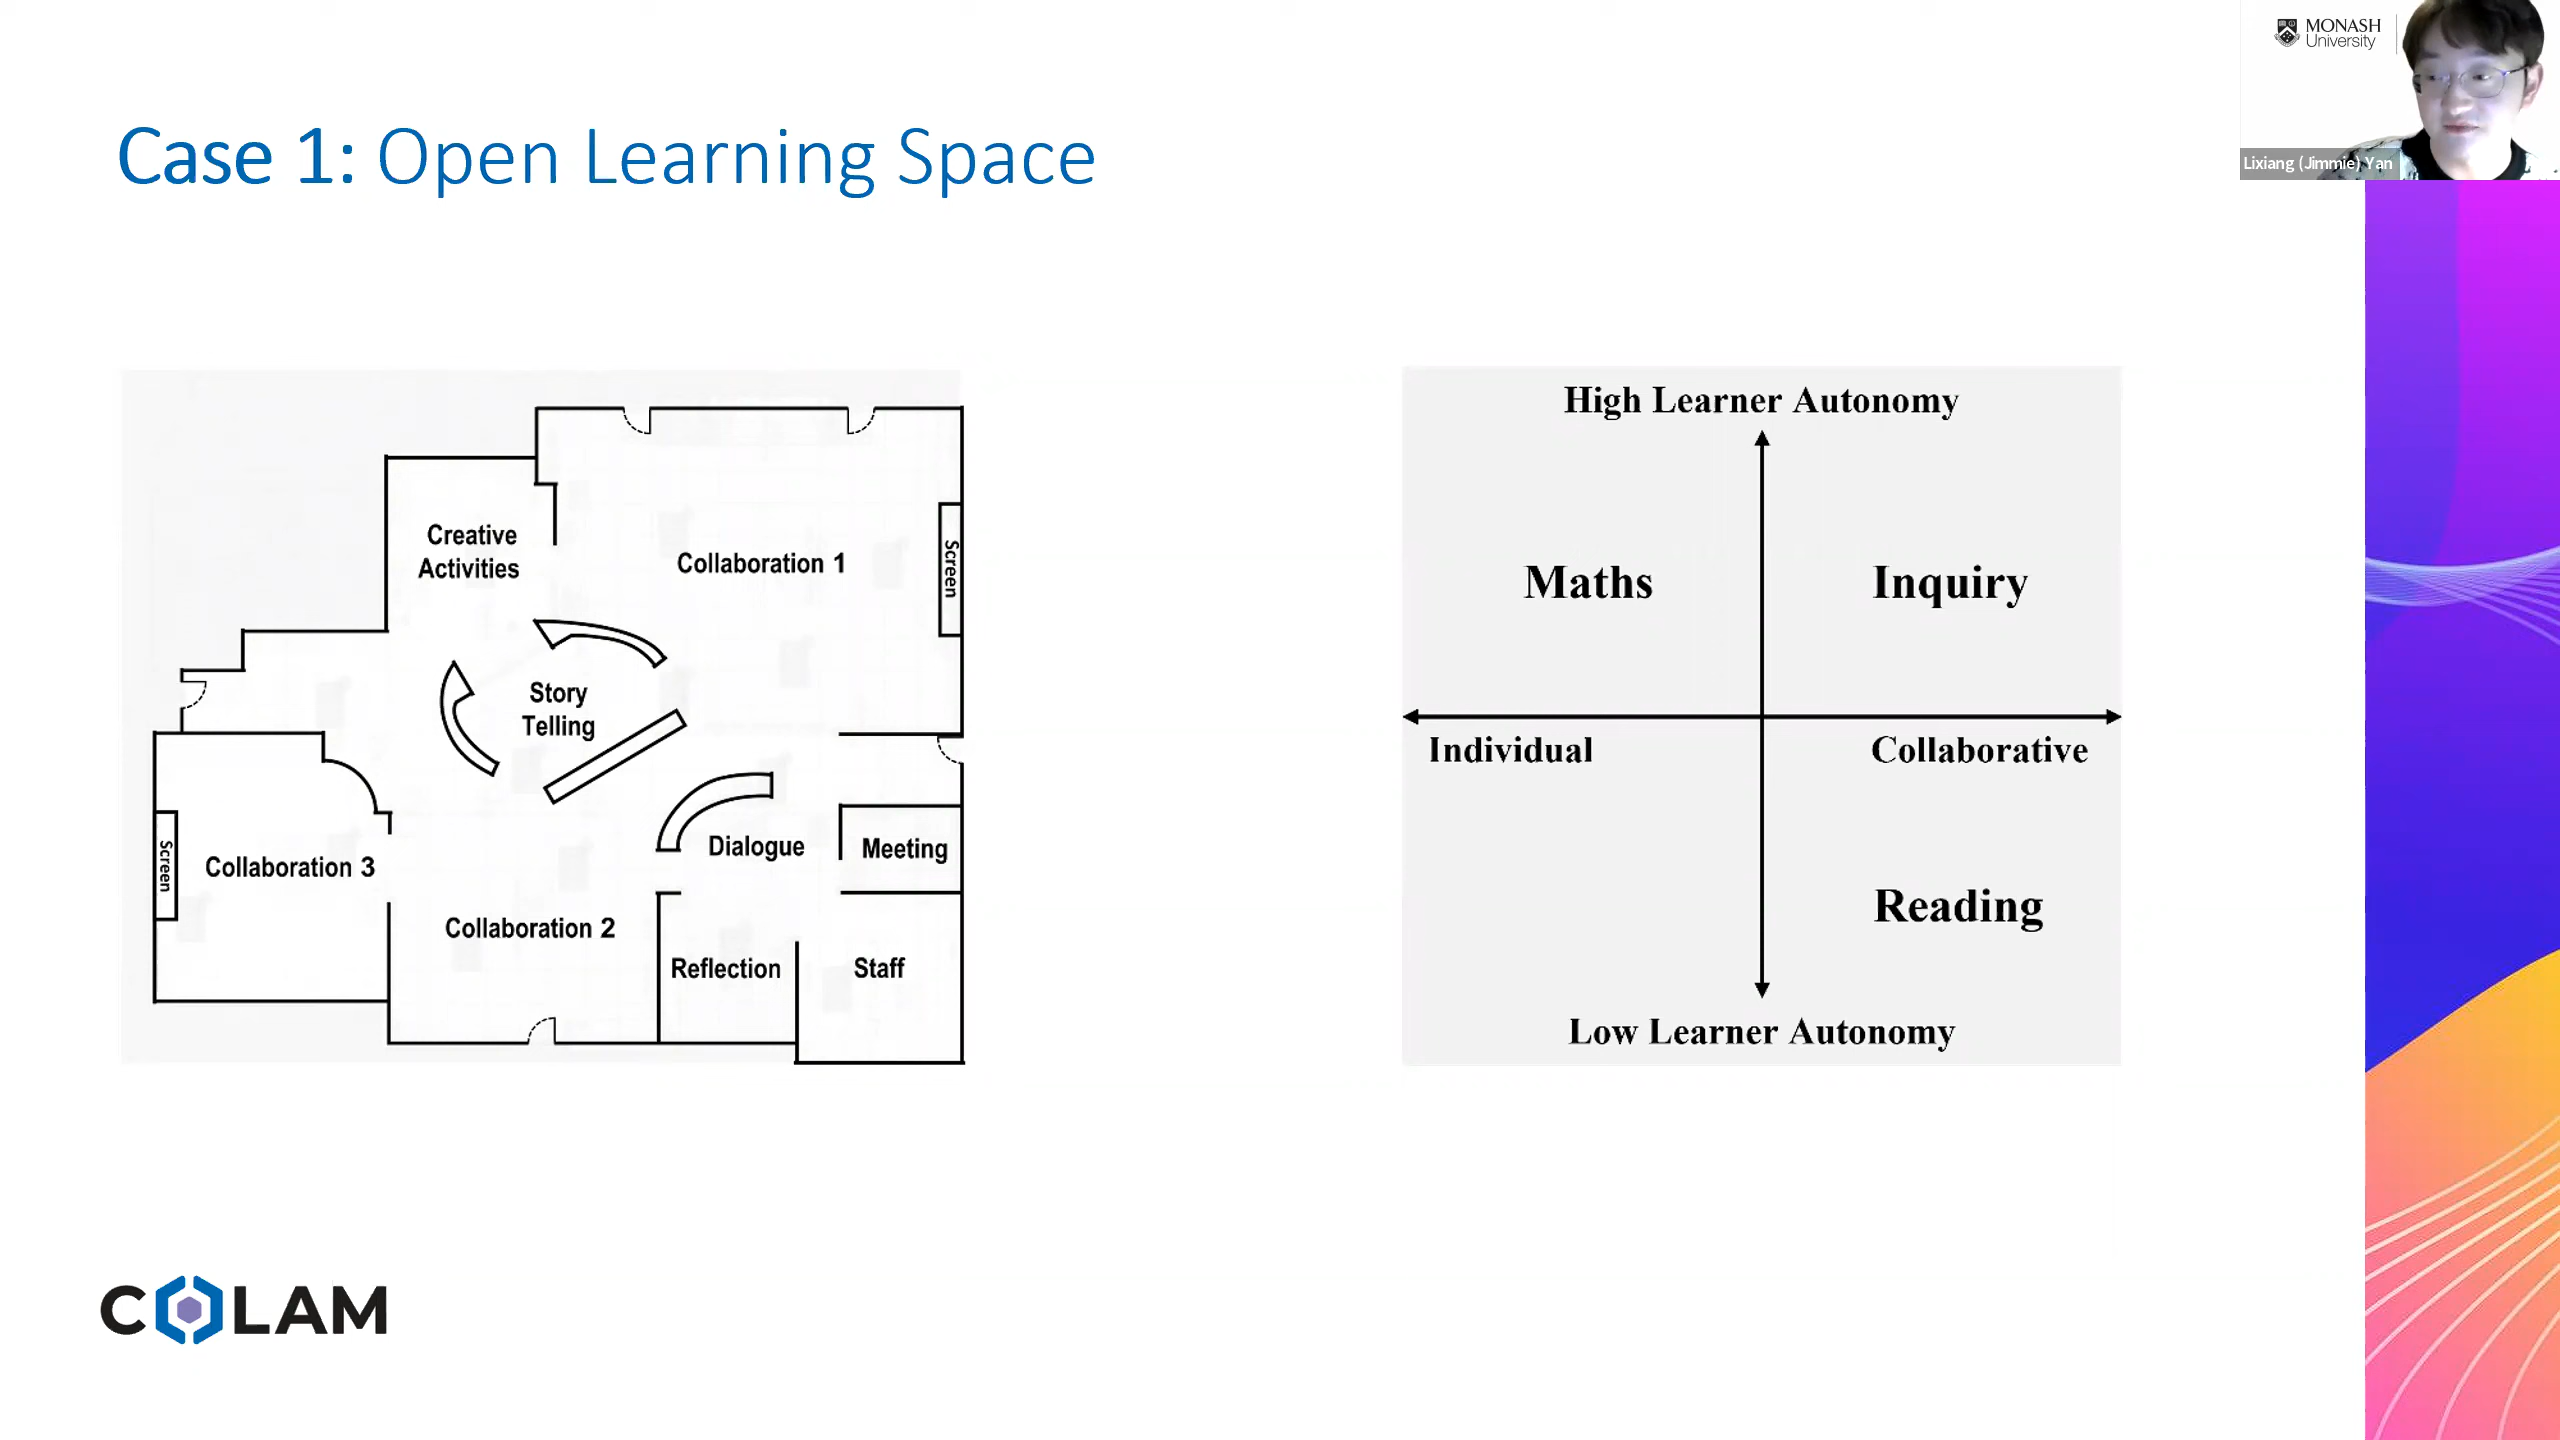 MONASH
University
Lixiang (Jimmie) Yan
Case 1: Open Learning Space
Creative
Activities
Collaboration 1
Screen
Story
Telling
Screen
Collaboration 3
Dialogue
Meeting
Collaboration 2
Reflection
Staff
High Learner Autonomy
Maths
Inquiry
Individual
Collaborative
Reading
Low Learner Autonomy
COLAM